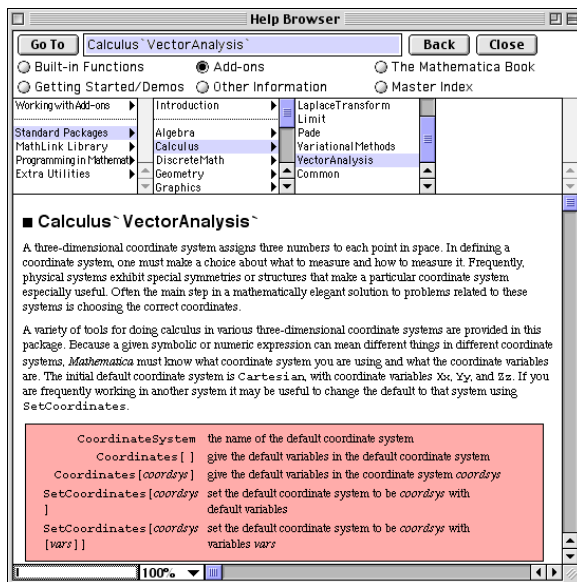 Help Browser
Go To Calculus`VectorAnalysis` Back Close
Built-in Functions Add-ons The Mathematica Book
Getting Started/Demos Other Information Master Index
Working with Add-ons
Standard Packages
MathLink Library
Programming in Mathemat
Extra Utilities
Introduction
Algebra
Calculus
DiscreteMath
Geometry
Graphics
LaplaceTransform
Limit
Pade
VariationalMethods
VectorAnalysis
Common
■ Calculus`VectorAnalysis`
A three-dimensional coordinate system assigns three numbers to each point in space. In defining a
coordinate system, one must make a choice about what to measure and how to measure it. Frequently,
physical systems exhibit special symmetries or structures that make a particular coordinate system
especially useful. Often the main step in a mathematically elegant solution to problems related to these
systems is choosing the correct coordinates.
A variety of tools for doing calculus in various three-dimensional coordinate systems are provided in this
package. Because a given symbolic or numeric expression can mean different things in different coordinate
systems, Mathematica must know what coordinate system you are using and what the coordinate variables
are. The initial default coordinate system is Cartesian, with coordinate variables Xx, Yy, and Zz. If you
are frequently working in another system it may be useful to change the default to that system using
SetCoordinates.
CoordinateSystem the name of the default coordinate system
Coordinates[ ] give the default variables in the default coordinate system
Coordinates[coordsys] give the default variables in the coordinate system coordsys
SetCoordinates[coordsys set the default coordinate system to be coordsys with
] default variables
SetCoordinates[coordsys set the default coordinate system to be coordsys with
[vars]] variables vars
100%